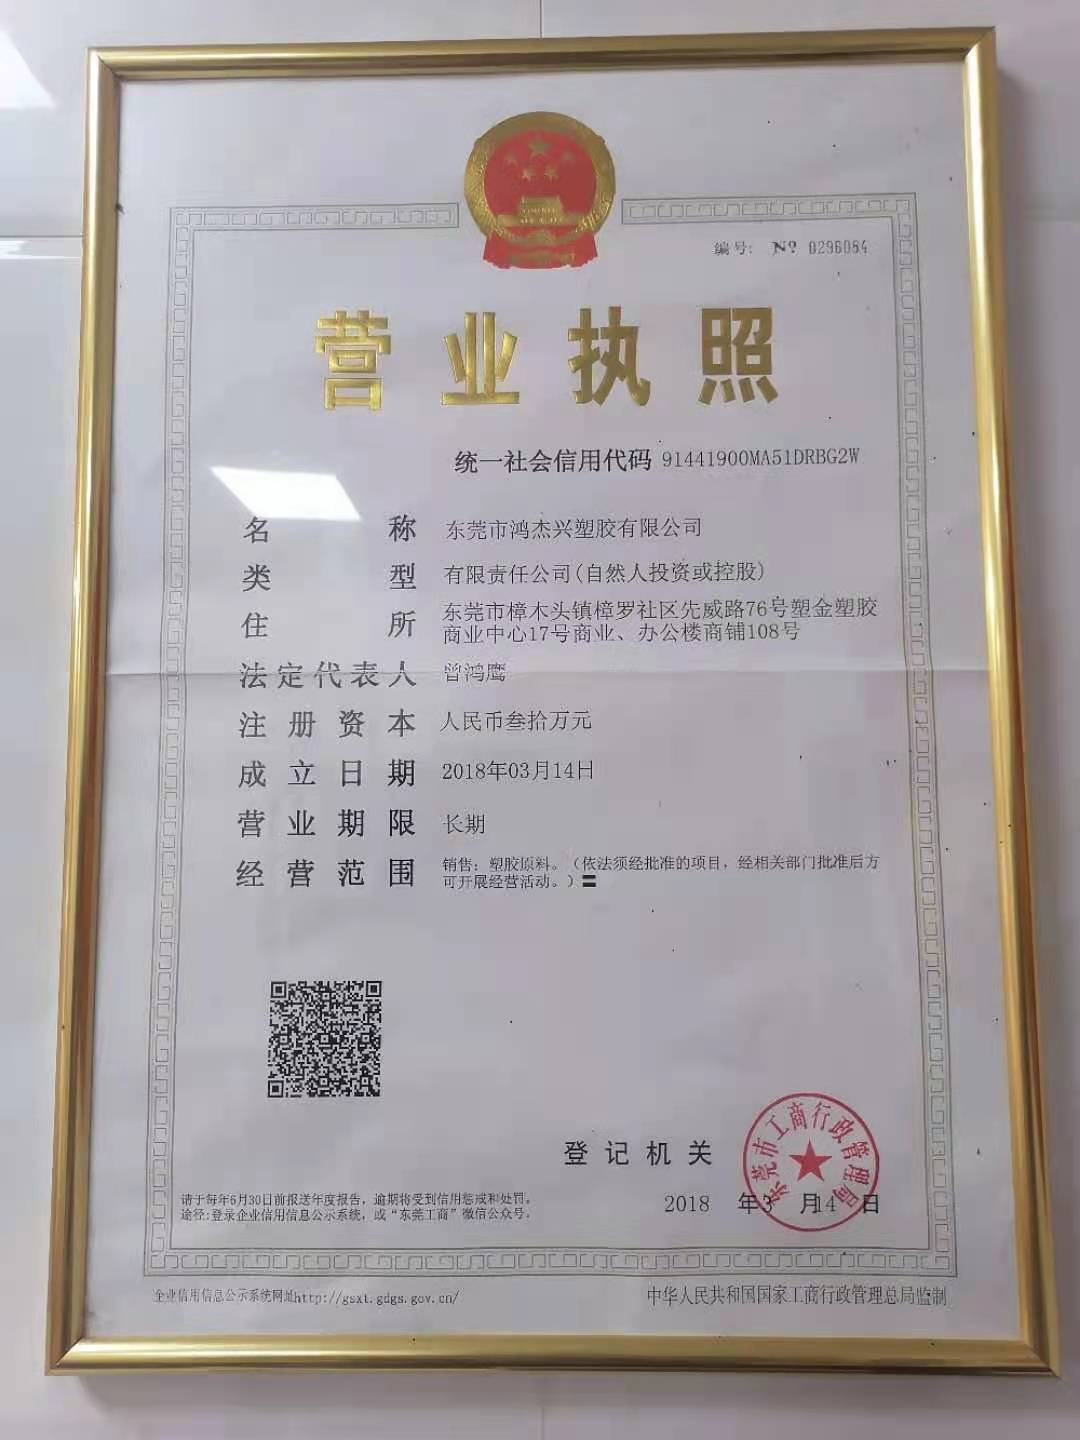 编号: № 0296084
营业执照
统一社会信用代码 91441900MA51DRBG2W
名称 东莞市鸿杰兴塑胶有限公司
类型 有限责任公司(自然人投资或控股)
住所 东莞市樟木头镇樟罗社区先威路76号塑金塑胶
商业中心17号商业、办公楼商铺108号
法定代表人 曾鸿鹰
注册资本 人民币叁拾万元
成立日期 2018年03月14日
营业期限 长期
经营范围 销售：塑胶原料。（依法须经批准的项目，经相关部门批准后方
可开展经营活动。）〓
登记机关
东莞市工商行政管理局
2018 年3 月14 日
请于每年6月30日前报送年度报告，逾期将受到信用惩戒和处罚。
途径:登录企业信用信息公示系统，或“东莞工商”微信公众号。
企业信用信息公示系统网址http://gsxt.gdgs.gov.cn/
中华人民共和国国家工商行政管理总局监制